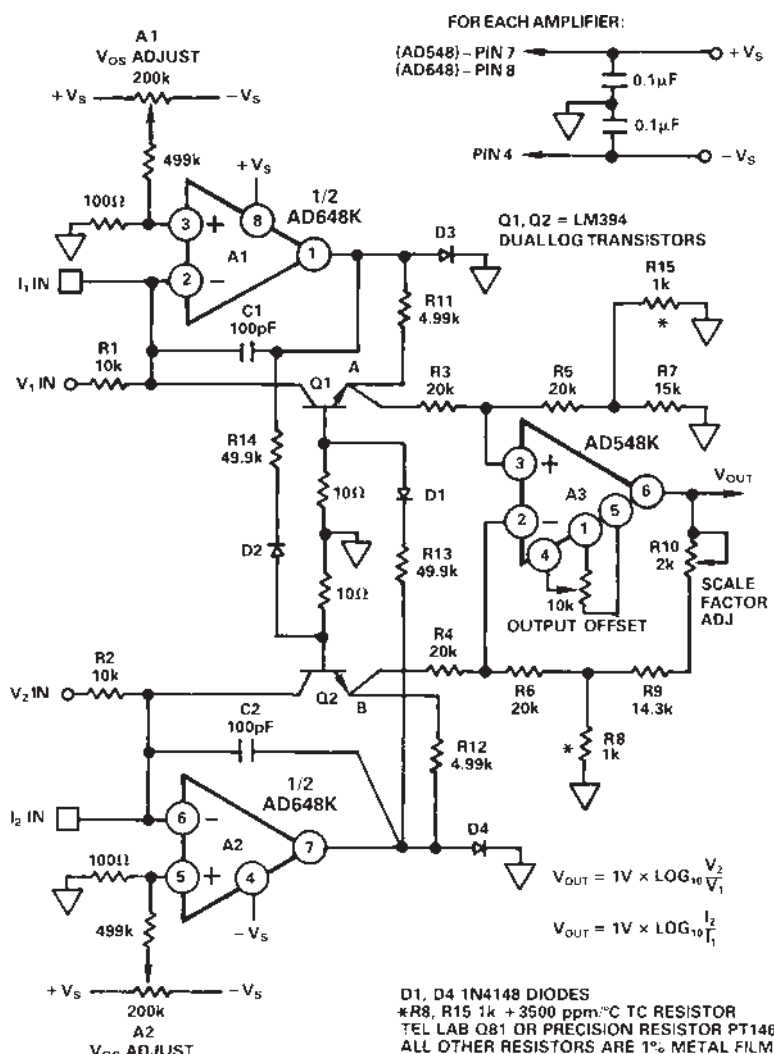 A1
VOS ADJUST
200k
+VS
−VS
499k
100Ω
+VS
1/2
AD648K
3
+
8
A1
1
2
−
I1 IN
C1
100pF
D3
R11
4.99k
R1
10k
V1 IN
A
Q1
FOR EACH AMPLIFIER:
(AD548) – PIN 7
(AD648) – PIN 8
+VS
0.1µF
0.1µF
PIN 4
−VS
Q1, Q2 = LM394
DUAL LOG TRANSISTORS
R15
1k
*
R3
20k
R5
20k
R7
15k
AD548K
3
+
A3
6
VOUT
2
−
1
5
4
10k
OUTPUT OFFSET
R10
2k
SCALE
FACTOR
ADJ
R14
49.9k
10Ω
D1
D2
R13
49.9k
10Ω
R4
20k
R6
20k
R9
14.3k
* R8
1k
R2
10k
V2 IN
Q2
B
C2
100pF
R12
4.99k
1/2
AD648K
I2 IN
6
−
A2
7
D4
100Ω
5
+
4
−VS
499k
+VS
−VS
200k
A2
VOS ADJUST
VOUT = 1V × LOG10 V2/V1
VOUT = 1V × LOG10 I2/I1
D1, D4 1N4148 DIODES
*R8, R15 1k +3500 ppm/°C TC RESISTOR
TEL LAB Q81 OR PRECISION RESISTOR PT146
ALL OTHER RESISTORS ARE 1% METAL FILM